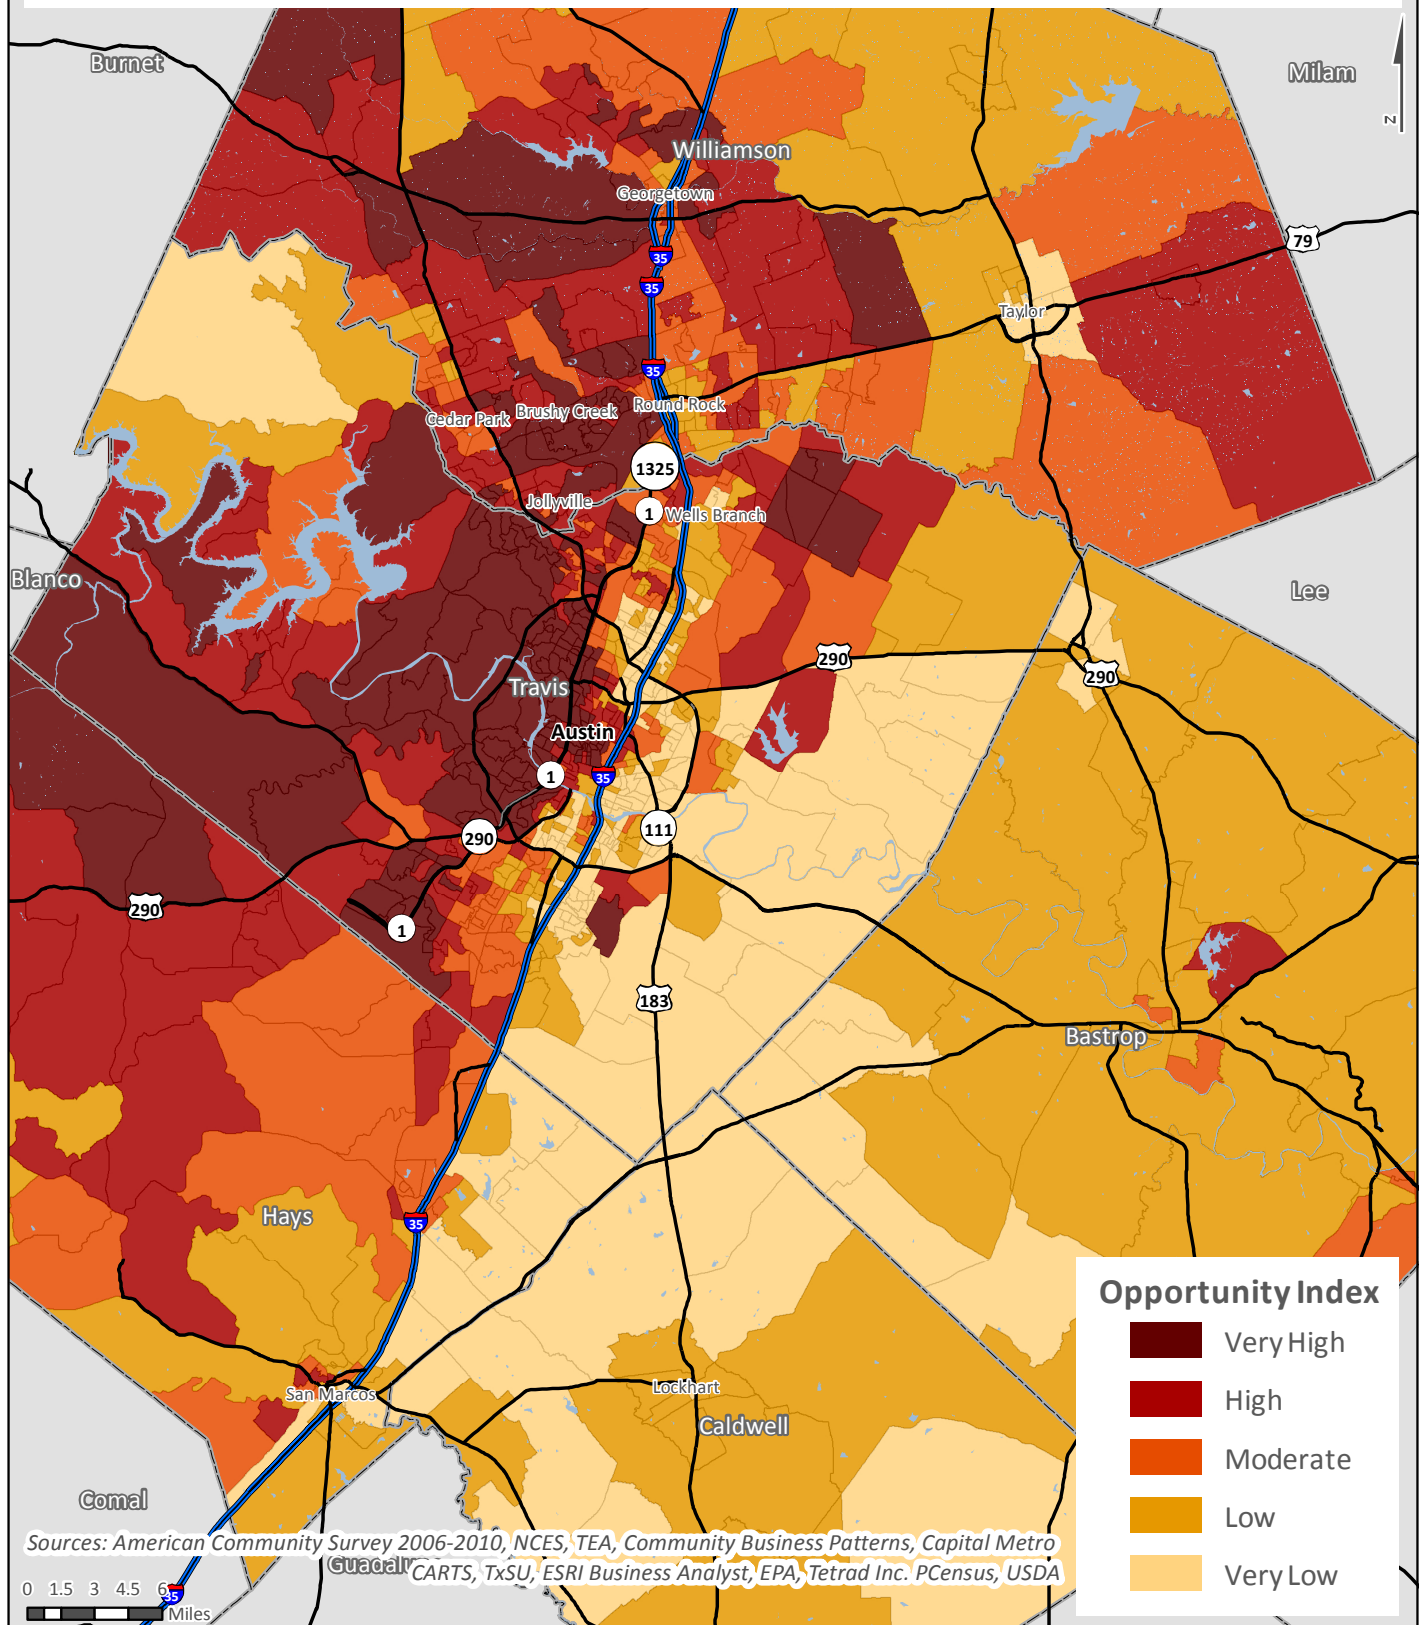 Burnet
Milam
Z
Williamson
Georgetown
79
35
35
Taylor
35
Cedar Park
Brushy Creek
Round Rock
1325
Jollyville
1
Wells Branch
Blanco
Lee
290
290
Travis
Austin
1
35
111
290
290
1
183
Bastrop
Hays
35
San Marcos
Lockhart
Caldwell
Comal
Opportunity Index
Very High
High
Moderate
Low
Very Low
Sources: American Community Survey 2006-2010, NCES, TEA, Community Business Patterns, Capital Metro
CARTS, TxSU, ESRI Business Analyst, EPA, Tetrad Inc. PCensus, USDA
0 1.5 3 4.5 6
Miles
35